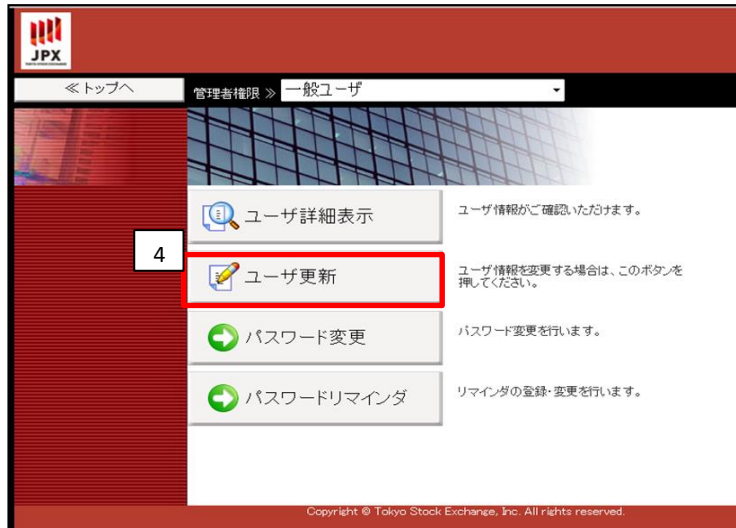 JPX
≪ トップへ
管理者権限 ≫ 一般ユーザ
ユーザ詳細表示
ユーザ情報がご確認いただけます。
4
ユーザ更新
ユーザ情報を変更する場合は、このボタンを
押してください。
パスワード変更
パスワード変更を行います。
パスワードリマインダ
リマインダの登録・変更を行います。
Copyright © Tokyo Stock Exchange, Inc. All rights reserved.